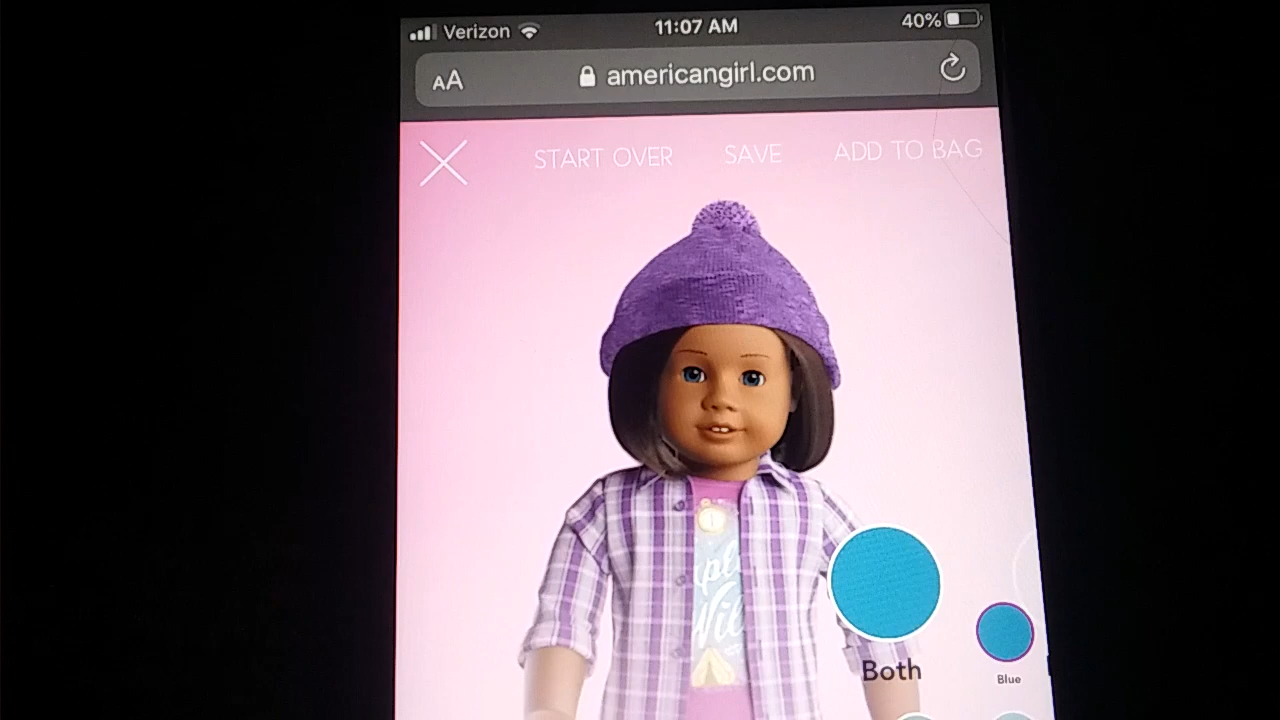 Verizon 11:07 AM 40%
AA americangirl.com
START OVER SAVE ADD TO BAG
Both
Blue